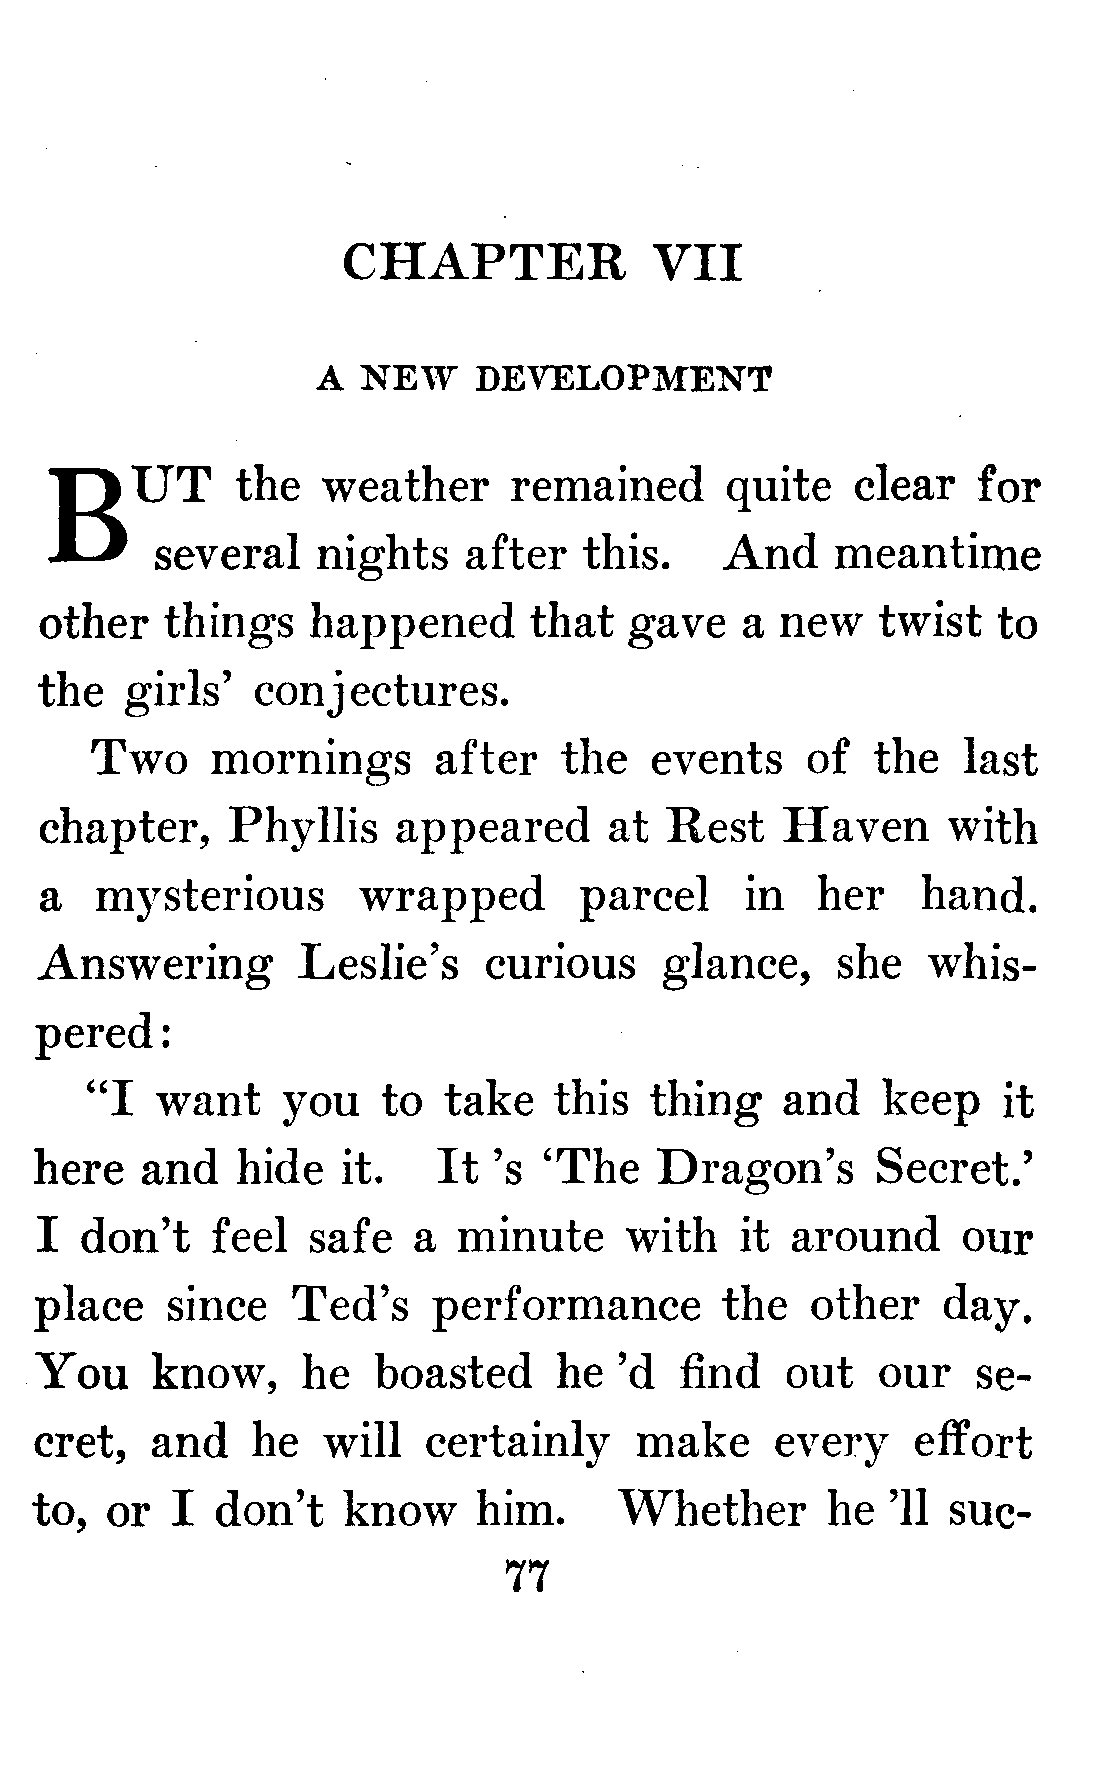 CHAPTER VII
A NEW DEVELOPMENT
BUT the weather remained quite clear for
several nights after this. And meantime
other things happened that gave a new twist to
the girls' conjectures.
Two mornings after the events of the last
chapter, Phyllis appeared at Rest Haven with
a mysterious wrapped parcel in her hand.
Answering Leslie's curious glance, she whis-
pered:
"I want you to take this thing and keep it
here and hide it. It 's 'The Dragon's Secret.'
I don't feel safe a minute with it around our
place since Ted's performance the other day.
You know, he boasted he 'd find out our se-
cret, and he will certainly make every effort
to, or I don't know him. Whether he 'll suc-
77